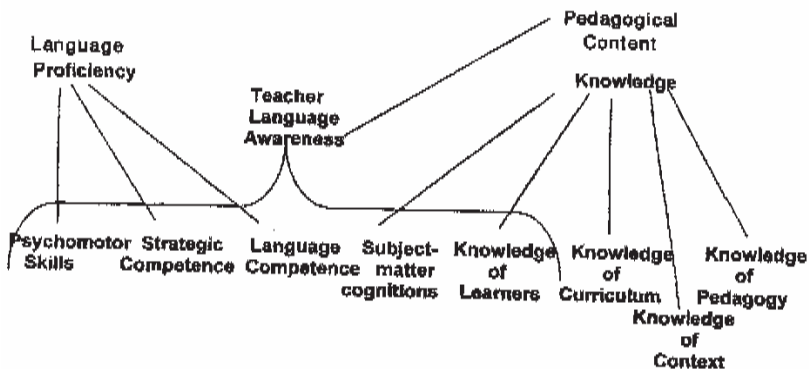 Language
Proficiency
Teacher
Language
Awareness
Pedagogical
Content
Knowledge
Psychomotor
Skills
Strategic
Competence
Language
Competence
Subject-
matter
cognitions
Knowledge
of
Learners
Knowledge
of
Curriculum
Knowledge
of
Context
Knowledge
of
Pedagogy